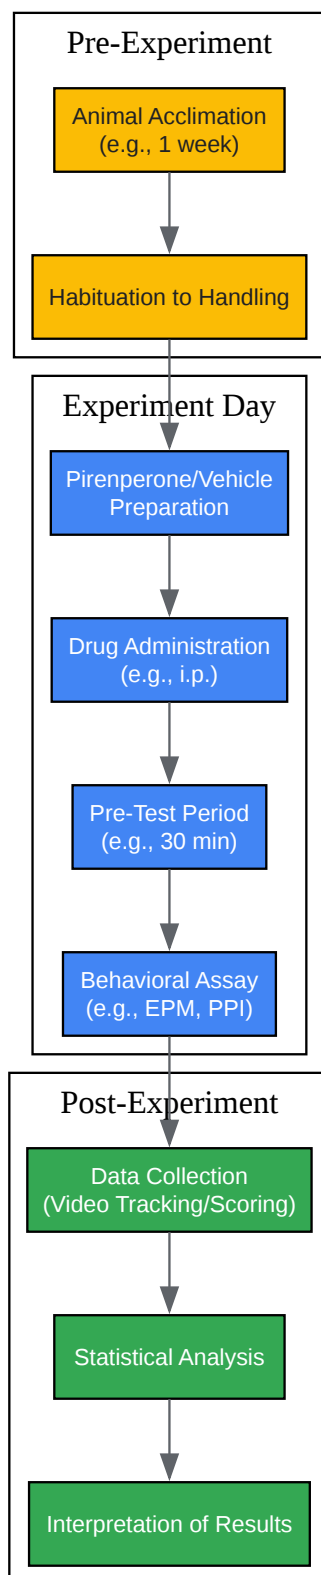 Pre-Experiment
Animal Acclimation
(e.g., 1 week)
Habituation to Handling
Experiment Day
Pirenperone/Vehicle
Preparation
Drug Administration
(e.g., i.p.)
Pre-Test Period
(e.g., 30 min)
Behavioral Assay
(e.g., EPM, PPI)
Post-Experiment
Data Collection
(Video Tracking/Scoring)
Statistical Analysis
Interpretation of Results